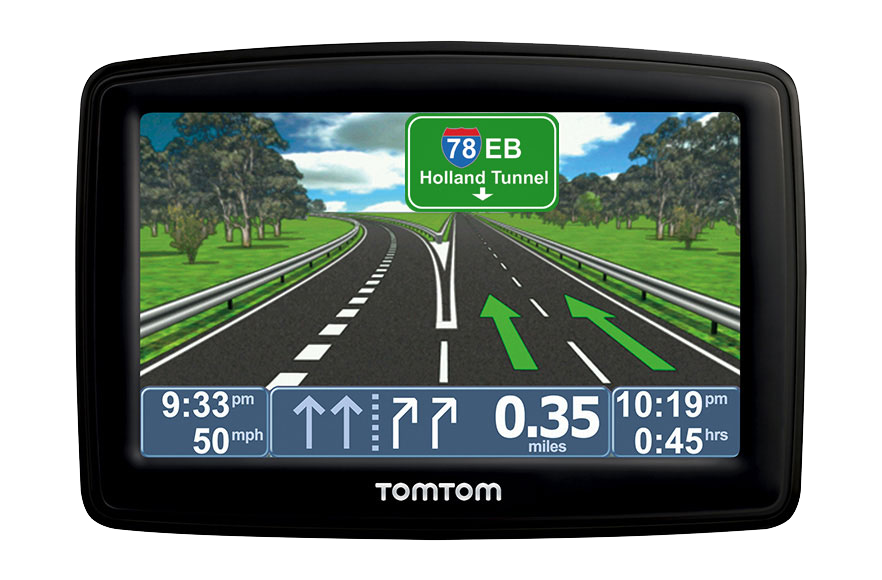 78 EB
Holland Tunnel
9:33 pm
50 mph
0.35
miles
10:19 pm
0:45 hrs
TOMTOM